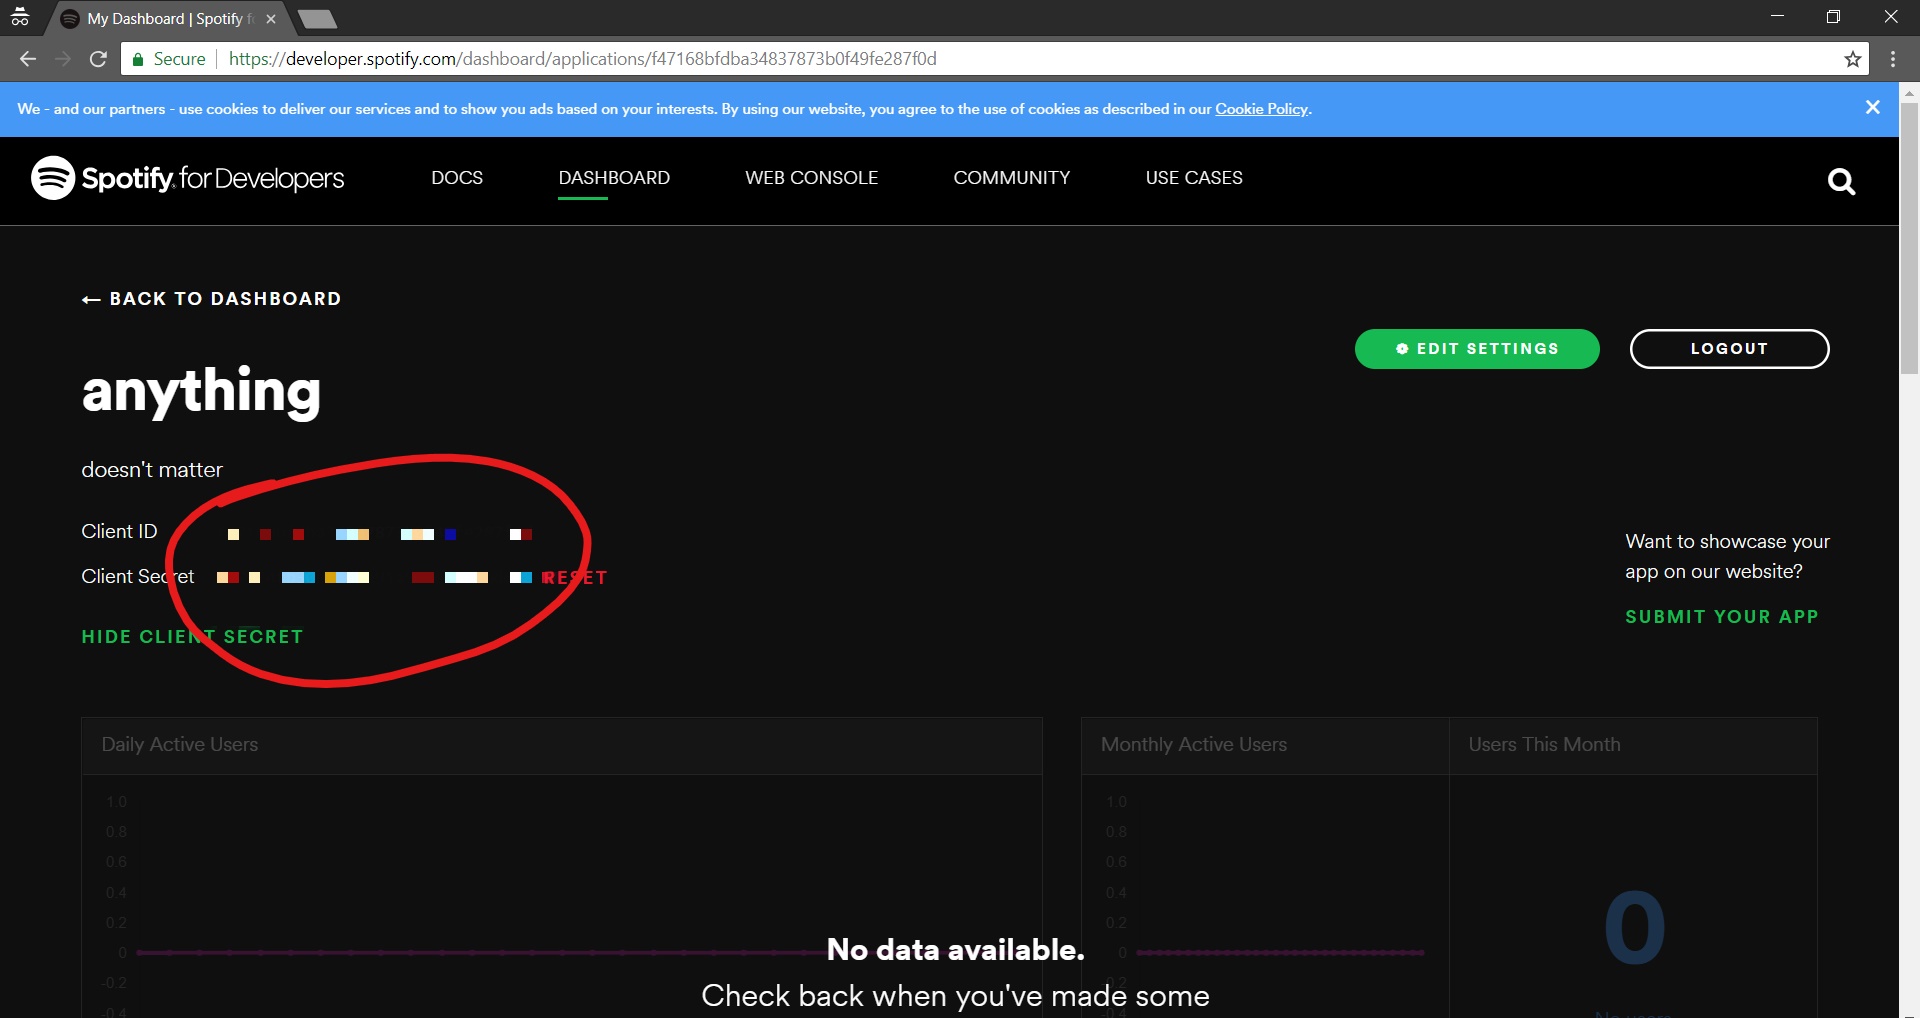 My Dashboard | Spotify f
Secure
https://developer.spotify.com/dashboard/applications/f47168bfdba34837873b0f49fe287f0d
We - and our partners - use cookies to deliver our services and to show you ads based on your interests. By using our website, you agree to the use of cookies as described in our Cookie Policy.
Spotify for Developers
DOCS
DASHBOARD
WEB CONSOLE
COMMUNITY
USE CASES
← BACK TO DASHBOARD
EDIT SETTINGS
LOGOUT
anything
doesn't matter
Client ID
Client Secret
RESET
HIDE CLIENT SECRET
Want to showcase your
app on our website?
SUBMIT YOUR APP
Daily Active Users
1.0
0.8
0.6
0.4
0.2
0
-0.2
-0.4
Monthly Active Users
1.0
0.8
0.6
0.4
0.2
0
-0.2
-0.4
Users This Month
0
No users
No data available.
Check back when you've made some